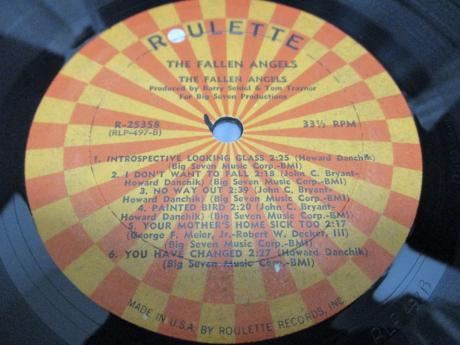 ROULETTE
THE FALLEN ANGELS
THE FALLEN ANGELS
Produced by Barry Seidel & Tom Traynor
For Big Seven Productions
R-25358
(RLP-497-B)
33⅓ RPM
1. INTROSPECTIVE LOOKING GLASS 2:25 (Howard Danchik)
(Big Seven Music Corp.-BMI)
2. I DON'T WANT TO FALL 2:18 (John C. Bryant-
Howard Danchik) (Big Seven Music Corp.-BMI)
3. NO WAY OUT 2:39 (John C. Bryant-
Howard Danchik) (Big Seven Music Corp.-BMI)
4. PAINTED BIRD 2:20 (John C. Bryant-
Howard Danchik) (Big Seven Music Corp.-BMI)
5. YOUR MOTHER'S HOME SICK TOO 2:17
(George F. Meier, Jr.-Robert W. Decker, III)
(Big Seven Music Corp.-BMI)
6. YOU HAVE CHANGED 2:27 (Howard Danchik)
(Big Seven Music Corp.-BMI)
MADE IN U.S.A. BY ROULETTE RECORDS, INC.